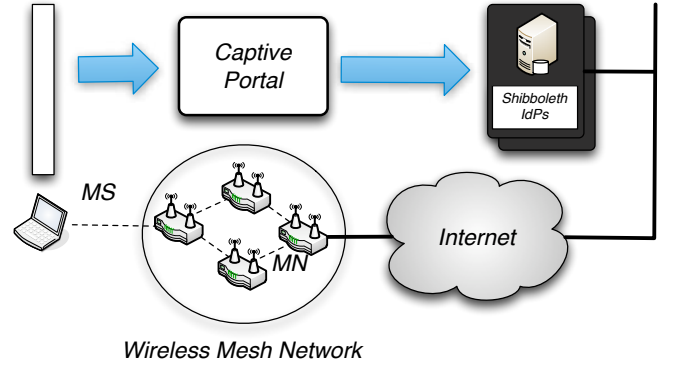 Captive
Portal
Shibboleth
IdPs
MS
Internet
MN
Wireless Mesh Network